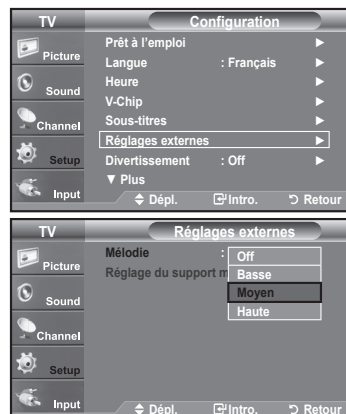 TV Configuration
Picture
Sound
Channel
Setup
Input
Prêt à l'emploi ►
Langue : Français ►
Heure ►
V-Chip ►
Sous-titres ►
Réglages externes ►
Divertissement : Off ►
▼ Plus
Dépl. Intro. Retour
TV Réglages externes
Picture
Sound
Channel
Setup
Input
Mélodie : Off
Réglage du support m Basse
Moyen
Haute
Dépl. Intro. Retour